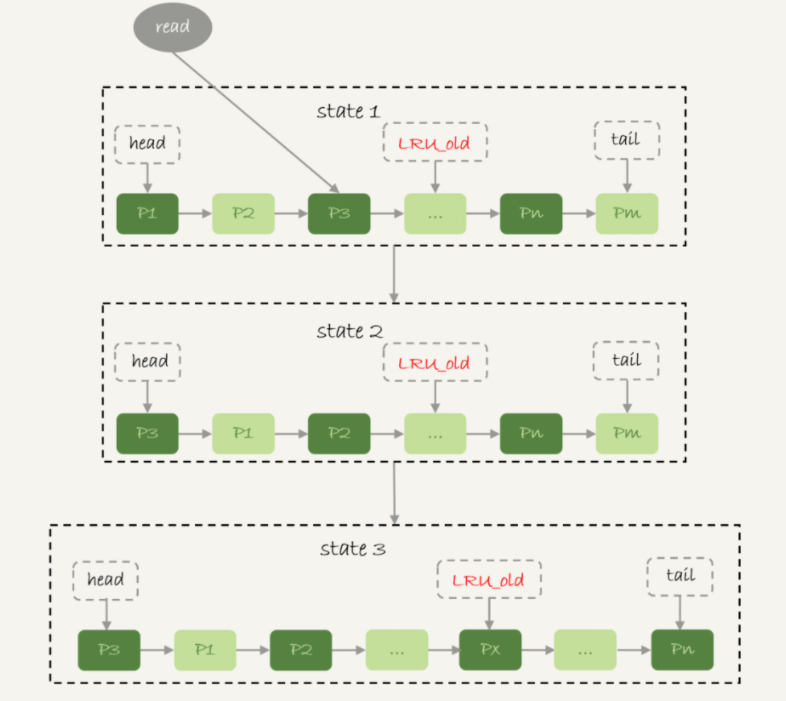 read
state 1
head
LRU_old
tail
P1 P2 P3 ... Pn Pm
state 2
head
LRU_old
tail
P3 P1 P2 ... Pn Pm
state 3
head
LRU_old
tail
P3 P1 P2 ... Px ... Pn